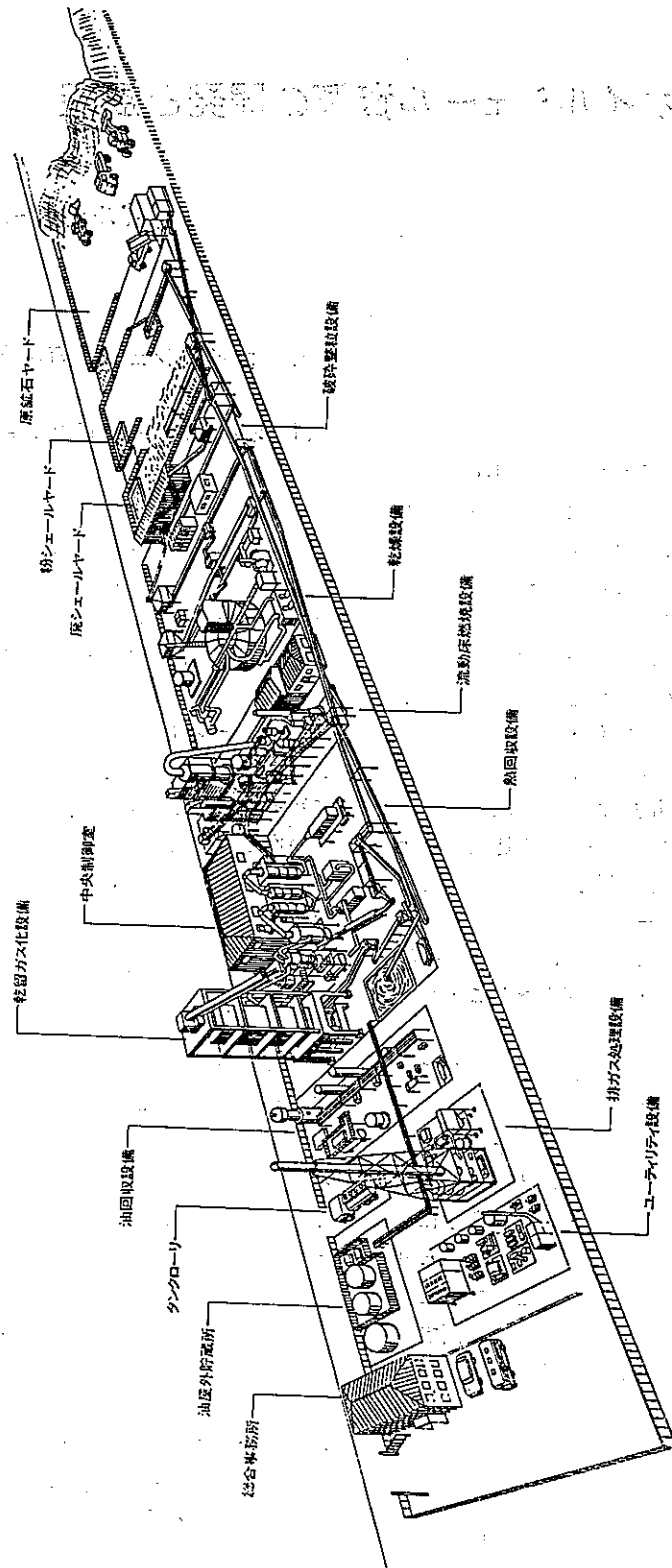 総合事務所
油屋外貯蔵所
タンクローリ
油回収設備
乾留ガス化設備
中央制御室
廃シェールヤード
粉シェールヤード
原鉱石ヤード
ユーティリティ設備
排ガス処理設備
熱回収設備
流動床燃焼設備
乾燥設備
破砕整粒設備